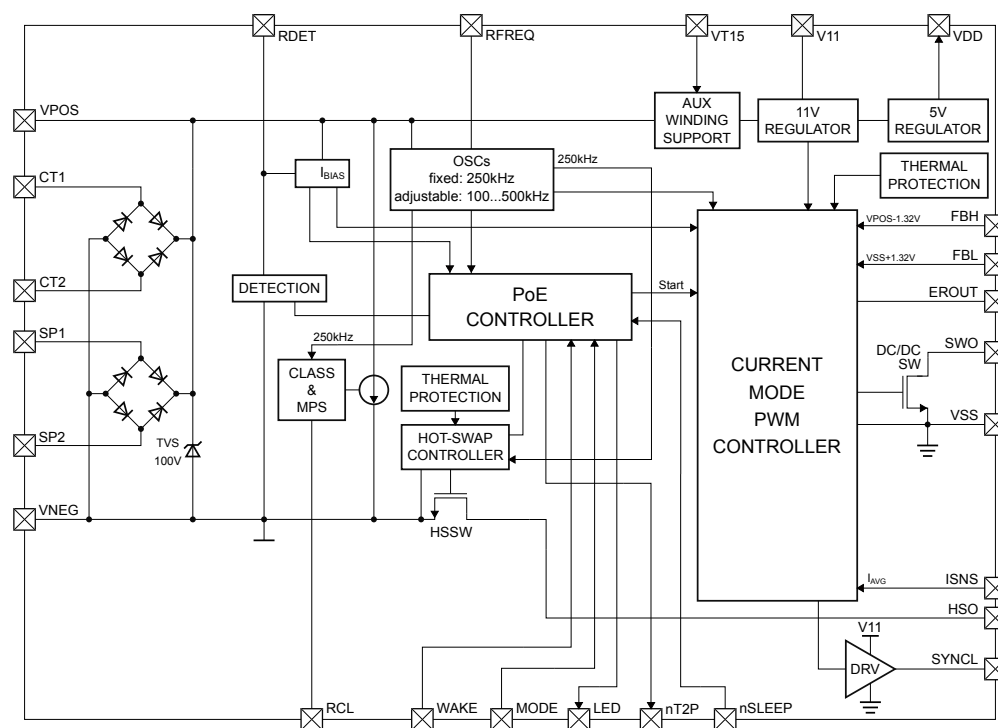 RDET
RFREQ
VT15
V11
VDD
VPOS
AUX
WINDING
SUPPORT
11V
REGULATOR
5V
REGULATOR
OSCs
fixed: 250kHz
adjustable: 100...500kHz
250kHz
THERMAL
PROTECTION
IBIAS
CT1
VPOS-1.32V
FBH
VSS+1.32V
FBL
CT2
DETECTION
PoE
CONTROLLER
Start
EROUT
SP1
250kHz
CLASS
&
MPS
THERMAL
PROTECTION
CURRENT
MODE
PWM
CONTROLLER
DC/DC
SW
SWO
HOT-SWAP
CONTROLLER
VSS
SP2
TVS
100V
VNEG
HSSW
IAVG
ISNS
HSO
V11
DRV
SYNCL
RCL
WAKE
MODE
LED
nT2P
nSLEEP